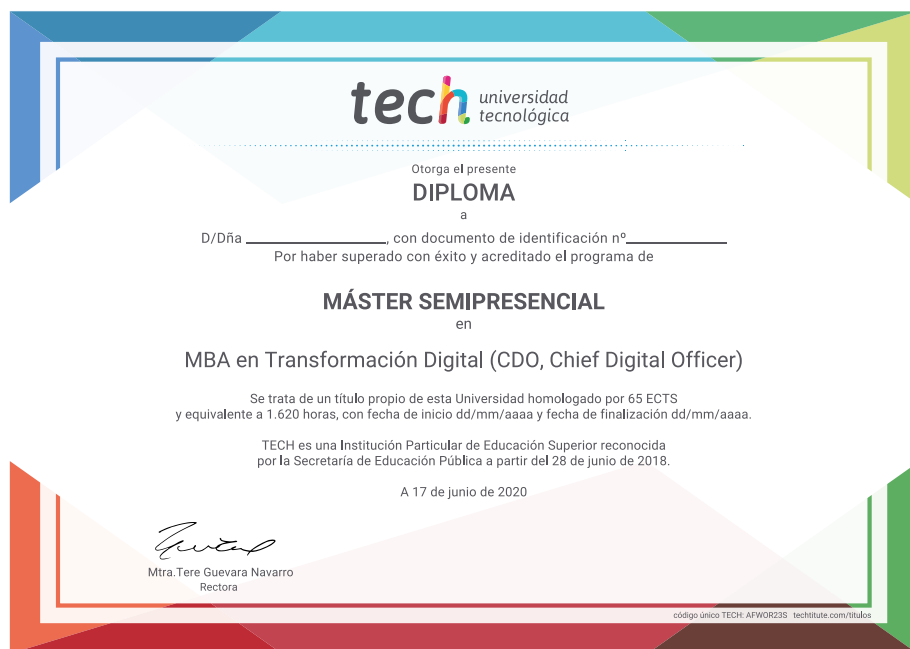 tech universidad
tecnológica
Otorga el presente
DIPLOMA
a
D/Dña ____________________, con documento de identificación nº______________
Por haber superado con éxito y acreditado el programa de
MÁSTER SEMIPRESENCIAL
en
MBA en Transformación Digital (CDO, Chief Digital Officer)
Se trata de un título propio de esta Universidad homologado por 65 ECTS
y equivalente a 1.620 horas, con fecha de inicio dd/mm/aaaa y fecha de finalización dd/mm/aaaa.
TECH es una Institución Particular de Educación Superior reconocida
por la Secretaría de Educación Pública a partir del 28 de junio de 2018.
A 17 de junio de 2020
Mtra.Tere Guevara Navarro
Rectora
código único TECH: AFWOR23S techtitute.com/titulos